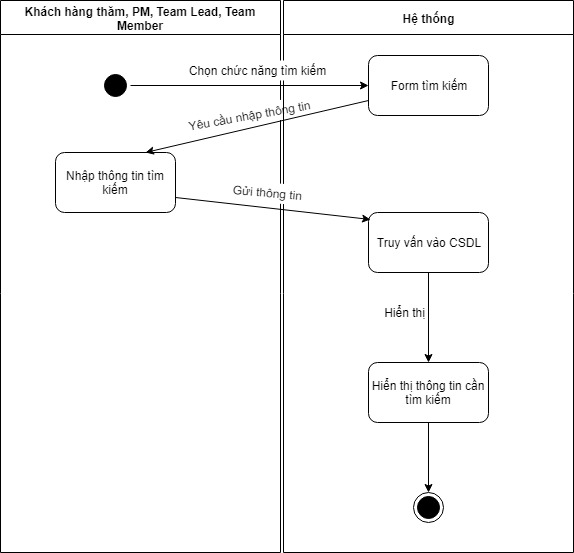 Khách hàng thăm, PM, Team Lead, Team
Member
Hệ thống
Chọn chức năng tìm kiếm
Form tìm kiếm
Yêu cầu nhập thông tin
Nhập thông tin tìm
kiếm
Gửi thông tin
Truy vấn vào CSDL
Hiển thị
Hiển thị thông tin cần
tìm kiếm